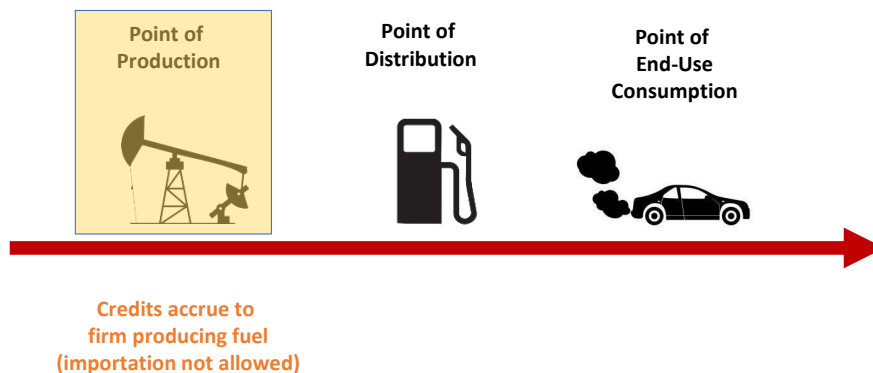 Point of
Production
Point of
Distribution
Point of
End-Use
Consumption
Credits accrue to
firm producing fuel
(importation not allowed)